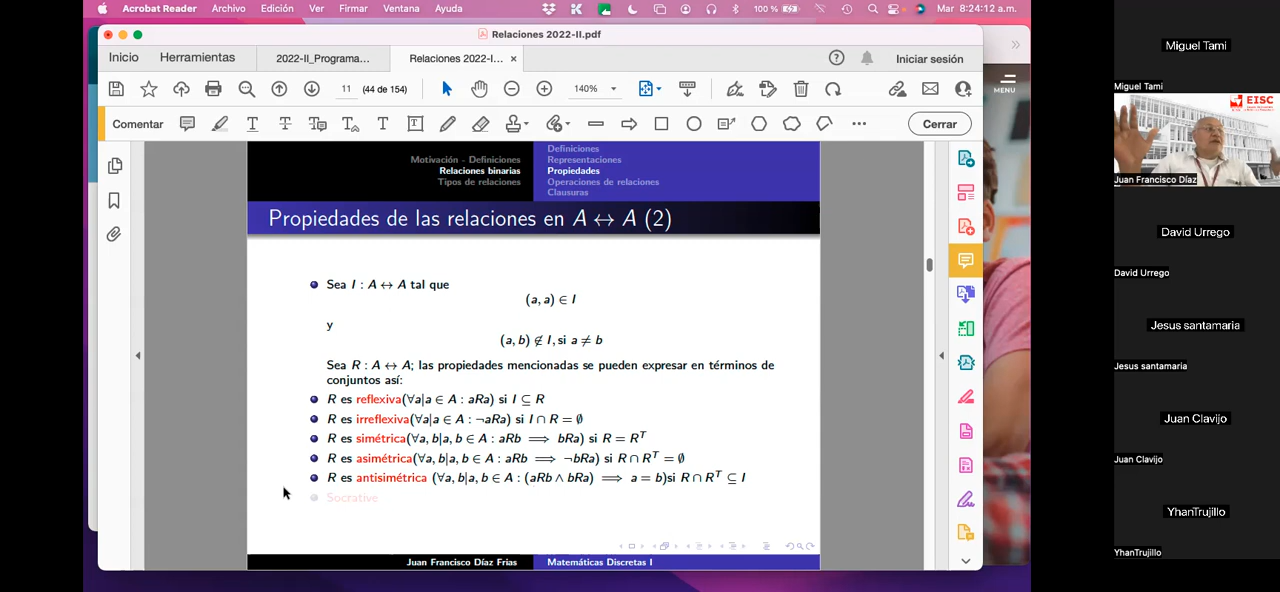 Acrobat Reader Archivo Edición Ver Firmar Ventana Ayuda 100 % Mar 8:24:12 a.m.
Relaciones 2022-II.pdf
Inicio Herramientas 2022-II_Programa... Relaciones 2022-I... × Iniciar sesión
11 (44 de 154) 140%
Comentar Cerrar
MENU
Motivación - Definiciones
Relaciones binarias
Tipos de relaciones
Definiciones
Representaciones
Propiedades
Operaciones de relaciones
Clausuras
Propiedades de las relaciones en A ↔ A (2)
Sea I : A ↔ A tal que
(a, a) ∈ I
y
(a, b) ∉ I, si a ≠ b
Sea R : A ↔ A; las propiedades mencionadas se pueden expresar en términos de
conjuntos así:
R es reflexiva(∀a|a ∈ A : aRa) si I ⊆ R
R es irreflexiva(∀a|a ∈ A : ¬aRa) si I ∩ R = ∅
R es simétrica(∀a, b|a, b ∈ A : aRb ⟹ bRa) si R = R^T
R es asimétrica(∀a, b|a, b ∈ A : aRb ⟹ ¬bRa) si R ∩ R^T = ∅
R es antisimétrica (∀a, b|a, b ∈ A : (aRb ∧ bRa) ⟹ a = b)si R ∩ R^T ⊆ I
Socrative
Juan Francisco Díaz Frias Matemáticas Discretas I
Miguel Tami
Miguel Tami
EISC
Juan Francisco Díaz
David Urrego
David Urrego
Jesus santamaria
Jesus santamaria
Juan Clavijo
Juan Clavijo
YhanTrujillo
YhanTrujillo